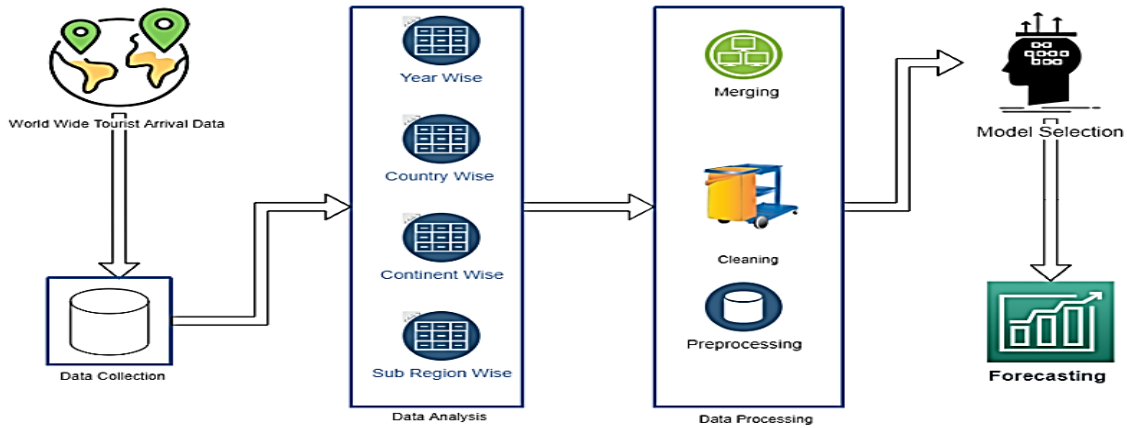 World Wide Tourist Arrival Data
Data Collection
Year Wise
Country Wise
Continent Wise
Sub Region Wise
Data Analysis
Merging
Cleaning
Preprocessing
Data Processing
Model Selection
Forecasting